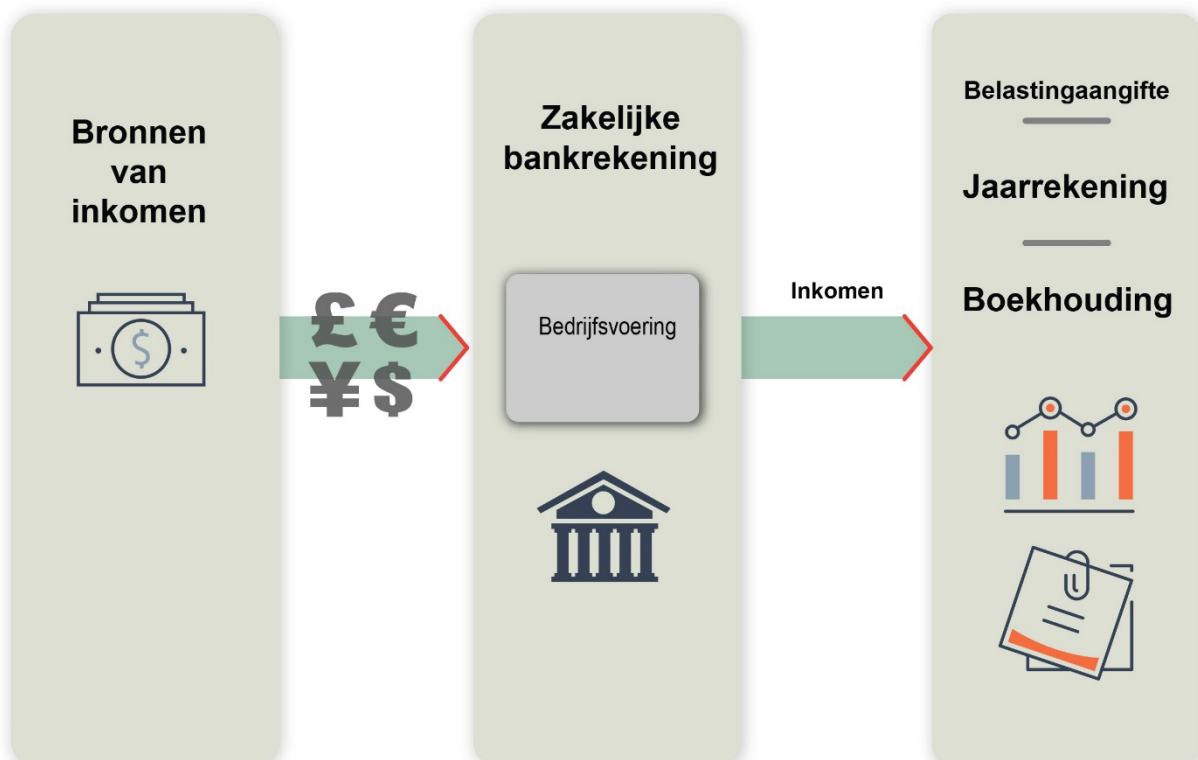 Bronnen
van
inkomen
$
£ €
¥ $
Zakelijke
bankrekening
Bedrijfsvoering
Inkomen
Belastingaangifte
Jaarrekening
Boekhouding